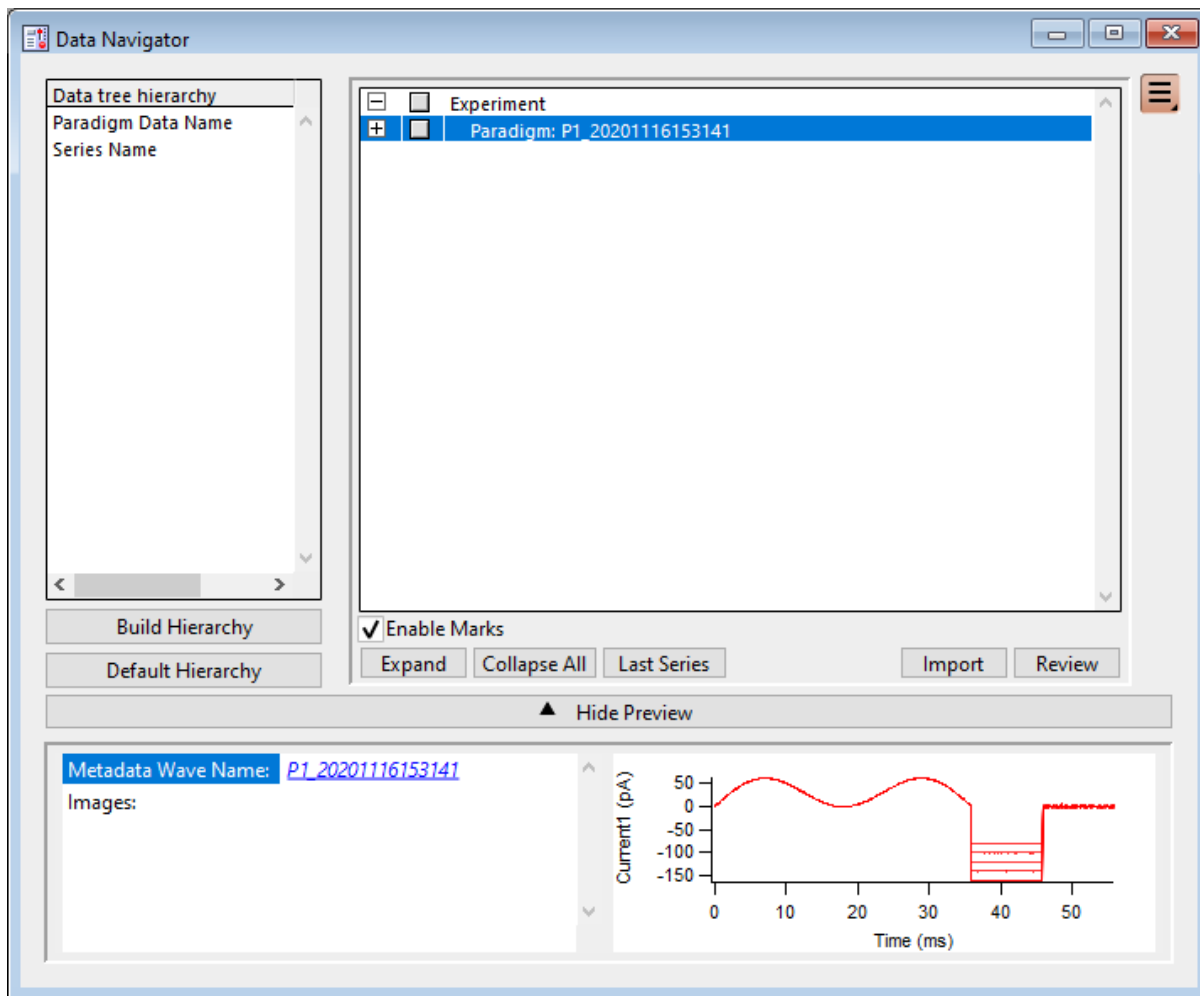 Data Navigator
Data tree hierarchy
Paradigm Data Name
Series Name
Build Hierarchy
Default Hierarchy
Experiment
Paradigm: P1_20201116153141
Enable Marks
Expand
Collapse All
Last Series
Import
Review
Hide Preview
Metadata Wave Name: P1_20201116153141
Images:
Current1 (pA)
50
0
-50
-100
-150
0 10 20 30 40 50
Time (ms)